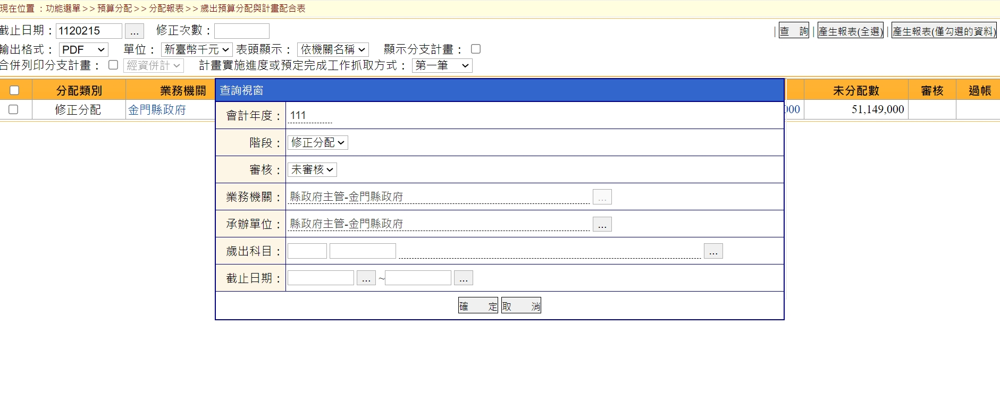 現在位置 ：功能選單>>預算分配>>分配報表>>歲出預算分配與計畫配合表
截止日期：1120215 ... 修正次數：
|查 詢|產生報表(全選)|產生報表(僅勾選的資料)
輸出格式： PDF 單位： 新臺幣千元 表頭顯示： 依機關名稱 顯示分支計畫：
合併列印分支計畫： 經資併計 計畫實施進度或預定完成工作抓取方式： 第一筆
分配類別 業務機關 未分配數 審核 過帳
修正分配 金門縣政府 000 51,149,000
查詢視窗
會計年度： 111
階段： 修正分配
審核： 未審核
業務機關： 縣政府主管-金門縣政府 ...
承辦單位： 縣政府主管-金門縣政府 ...
歲出科目： ...
截止日期： ... ~ ...
確 定 取 消